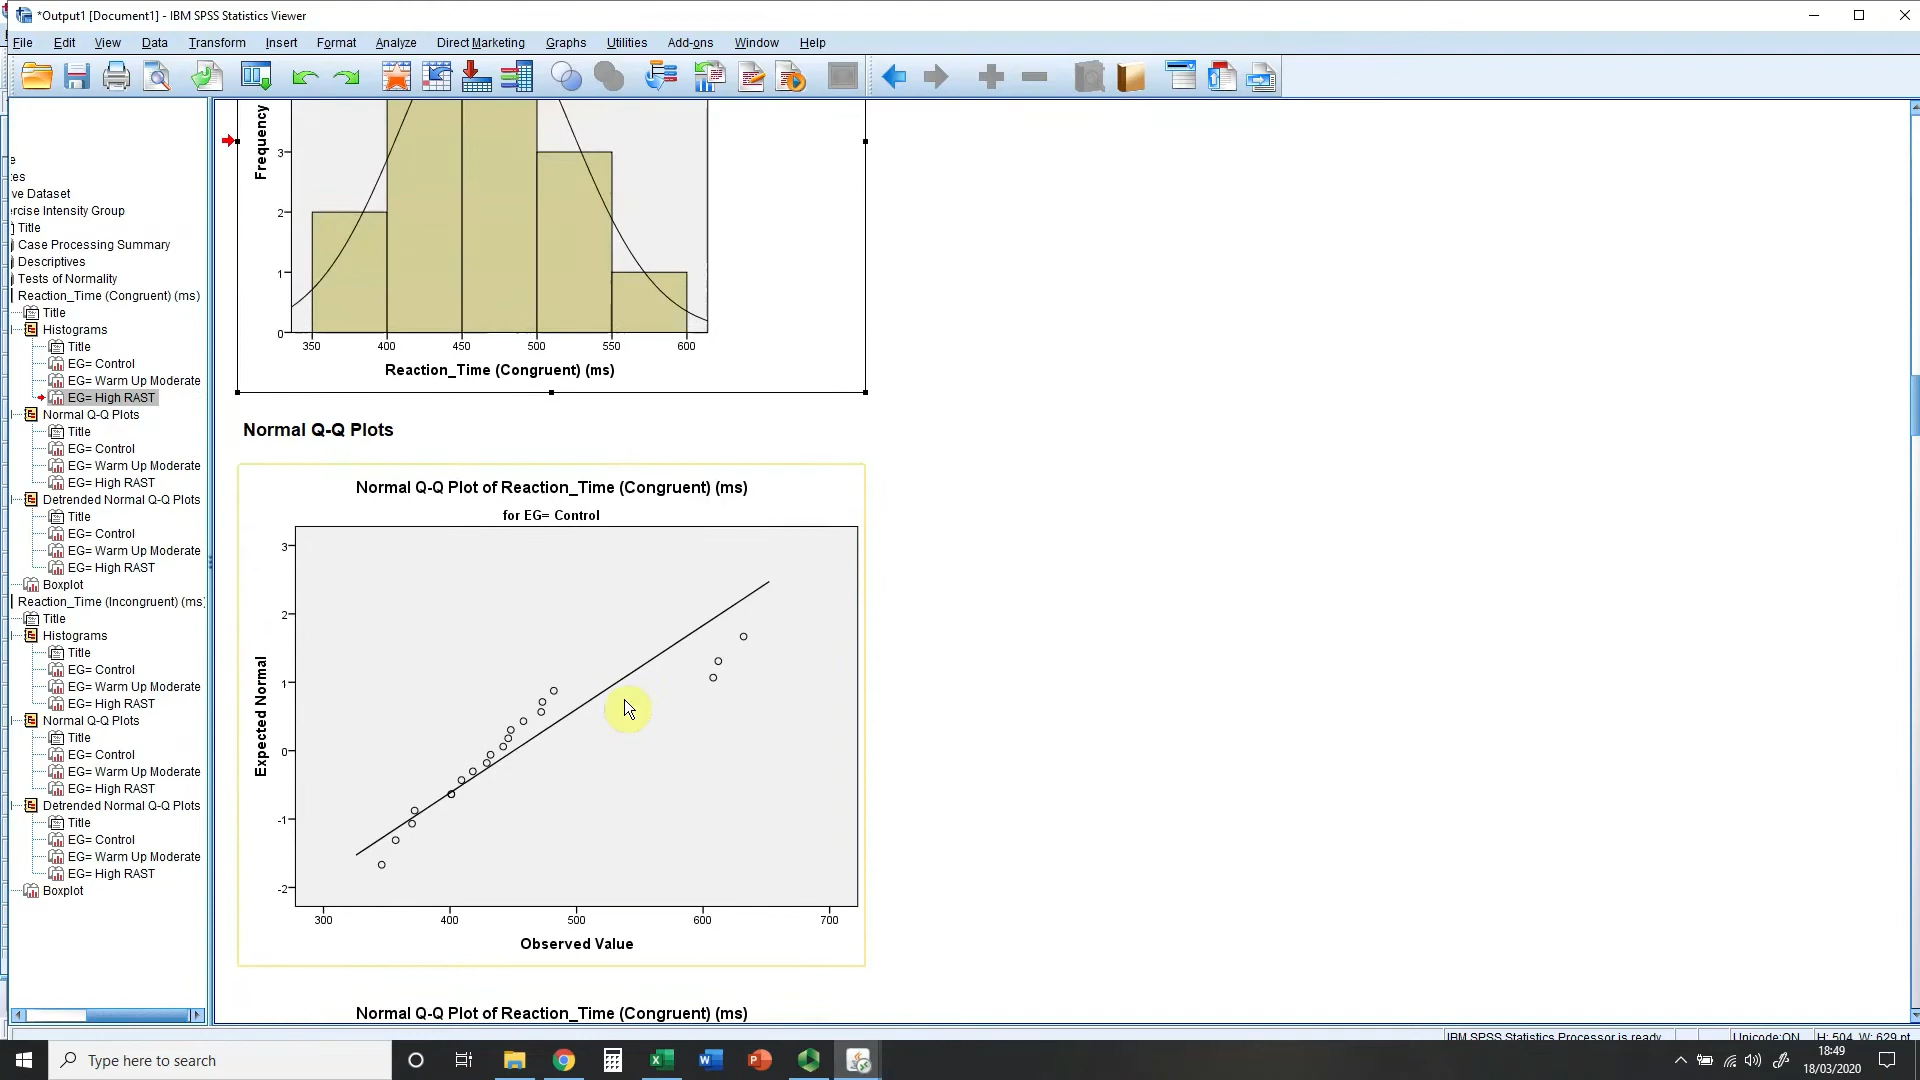 *Output1 [Document1] - IBM SPSS Statistics Viewer
File Edit View Data Transform Insert Format Analyze Direct Marketing Graphs Utilities Add-ons Window Help
e
es
ve Dataset
ercise Intensity Group
Title
Case Processing Summary
Descriptives
Tests of Normality
Reaction_Time (Congruent) (ms)
Title
Histograms
Title
EG= Control
EG= Warm Up Moderate
EG= High RAST
Normal Q-Q Plots
Title
EG= Control
EG= Warm Up Moderate
EG= High RAST
Detrended Normal Q-Q Plots
Title
EG= Control
EG= Warm Up Moderate
EG= High RAST
Boxplot
Reaction_Time (Incongruent) (ms)
Title
Histograms
Title
EG= Control
EG= Warm Up Moderate
EG= High RAST
Normal Q-Q Plots
Title
EG= Control
EG= Warm Up Moderate
EG= High RAST
Detrended Normal Q-Q Plots
Title
EG= Control
EG= Warm Up Moderate
EG= High RAST
Boxplot
Frequency
3
2
1
0
350 400 450 500 550 600
Reaction_Time (Congruent) (ms)
Normal Q-Q Plots
Normal Q-Q Plot of Reaction_Time (Congruent) (ms)
for EG= Control
Expected Normal
3
2
1
0
-1
-2
300 400 500 600 700
Observed Value
Normal Q-Q Plot of Reaction_Time (Congruent) (ms)
IBM SPSS Statistics Processor is ready Unicode:ON H: 504, W: 629 pt
Type here to search
18:49
18/03/2020